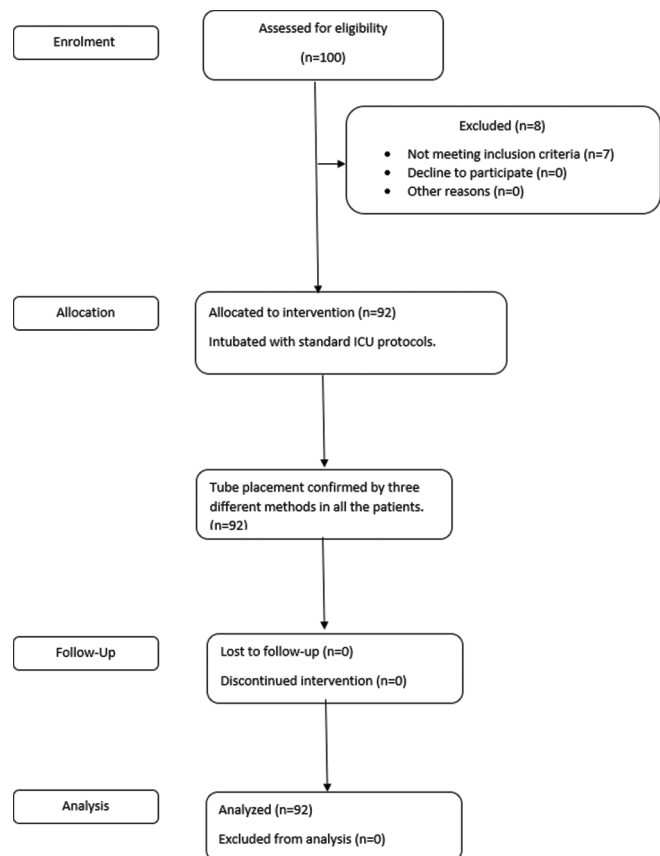 Enrolment
Assessed for eligibility
(n=100)
Excluded (n=8)
• Not meeting inclusion criteria (n=7)
• Decline to participate (n=0)
• Other reasons (n=0)
Allocation
Allocated to intervention (n=92)
Intubated with standard ICU protocols.
Tube placement confirmed by three
different methods in all the patients.
(n=92)
Follow-Up
Lost to follow-up (n=0)
Discontinued intervention (n=0)
Analysis
Analyzed (n=92)
Excluded from analysis (n=0)